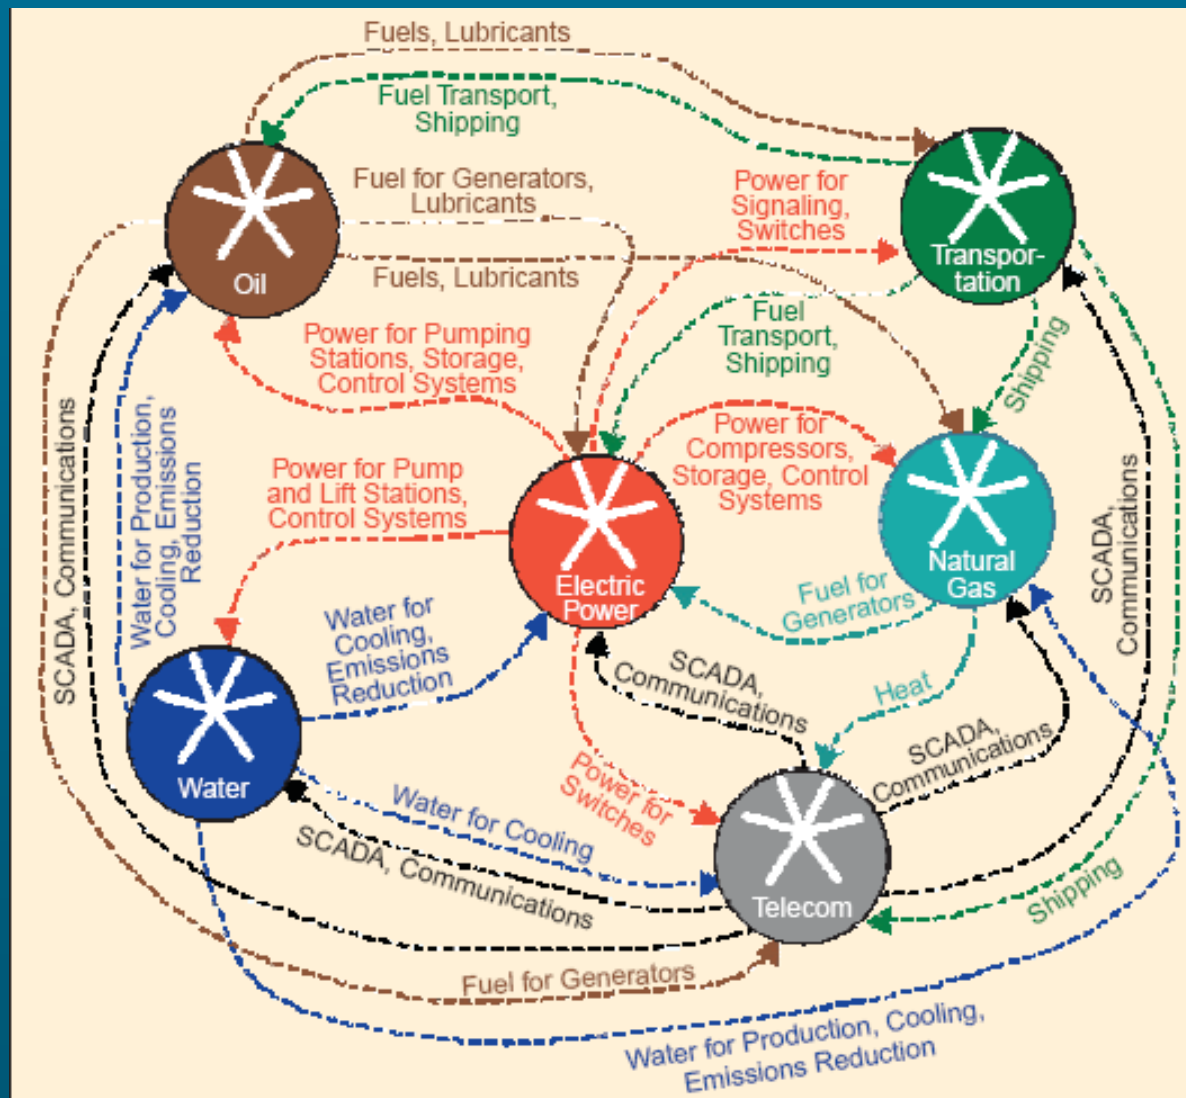 Fuels, Lubricants
Fuel Transport,
Shipping
Fuel for Generators,
Lubricants
Power for
Signaling,
Switches
Oil
Fuels, Lubricants
Transpor-
tation
Power for Pumping
Stations, Storage,
Control Systems
Fuel
Transport,
Shipping
Shipping
SCADA, Communications
Water for Production,
Cooling, Emissions
Reduction
Power for Pump
and Lift Stations,
Control Systems
Power for
Compressors,
Storage, Control
Systems
SCADA,
Communications
Electric
Power
Natural
Gas
Fuel for
Generators
Water for
Cooling,
Emissions
Reduction
SCADA,
Communications
Heat
SCADA,
Communications
Water
Power for
Switches
Water for Cooling
SCADA, Communications
Telecom
Shipping
Fuel for Generators
Water for Production, Cooling,
Emissions Reduction